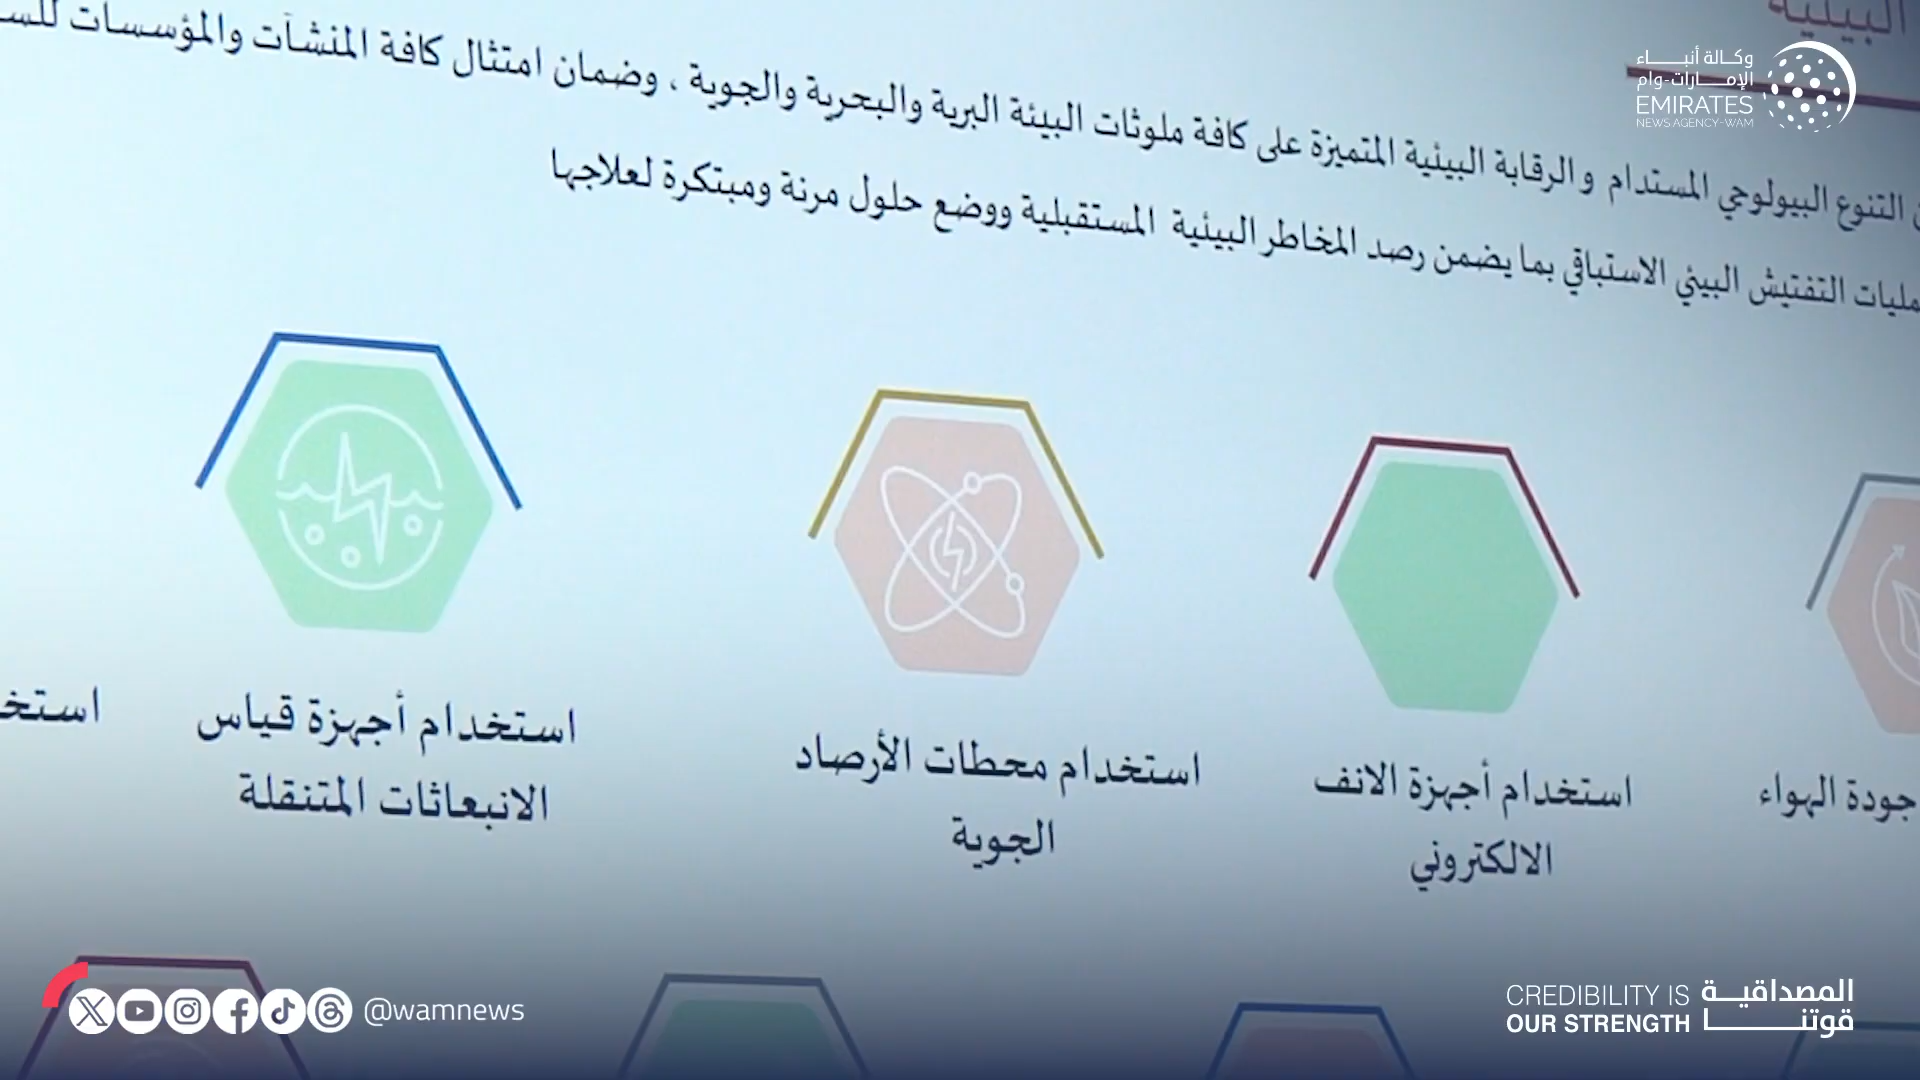 البيئية
وكالة أنباء
الإمارات-وام
EMIRATES
NEWS AGENCY-WAM
التنوع البيولوجي المستدام والرقابة البيئية المتميزة على كافة ملوثات البيئة البرية والبحرية والجوية ، وضمان امتثال كافة المنشآت والمؤسسات
التفتيش البيئي الاستباقي بما يضمن رصد المخاطر البيئية المستقبلية ووضع حلول مرنة ومبتكرة لعلاجها
جودة الهواء
استخدام أجهزة الانف
الالكتروني
استخدام محطات الأرصاد
الجوية
استخدام أجهزة قياس
الانبعاثات المتنقلة
@wamnews
CREDIBILITY IS
OUR STRENGTH
المصداقية
قوتنا